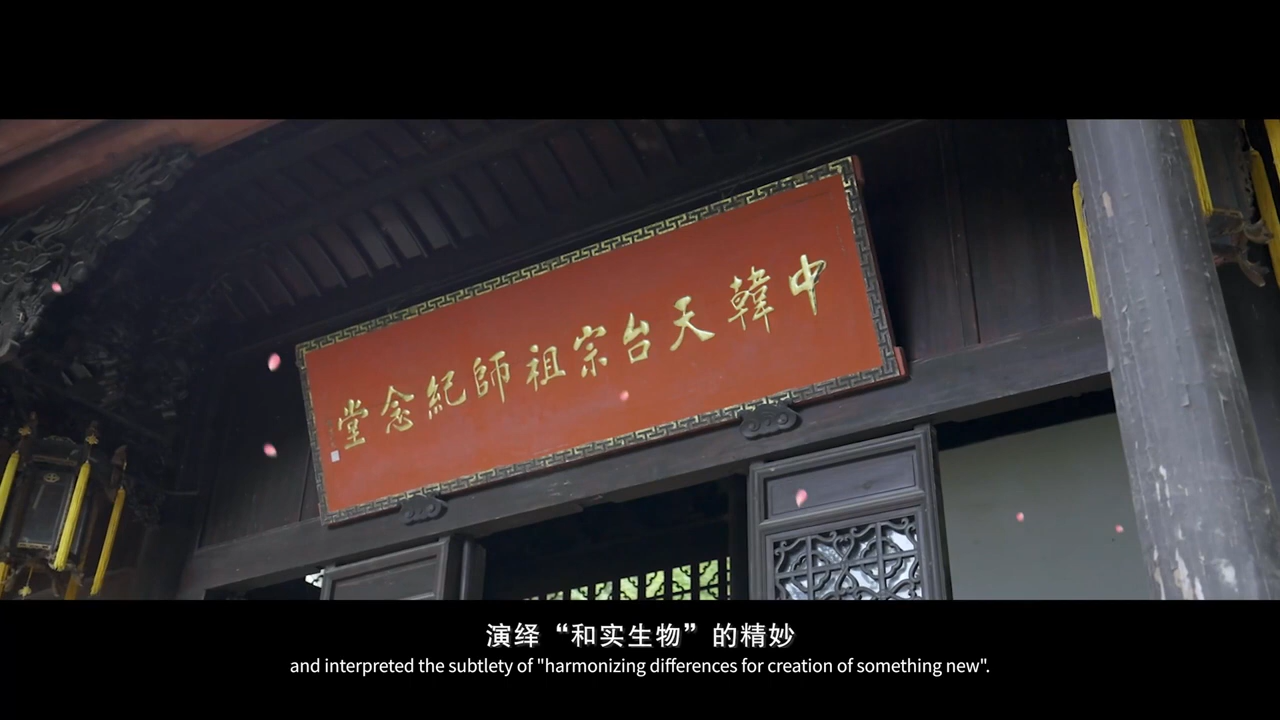 中韓天台宗祖師紀念堂
演绎“和实生物”的精妙
and interpreted the subtlety of "harmonizing differences for creation of something new".